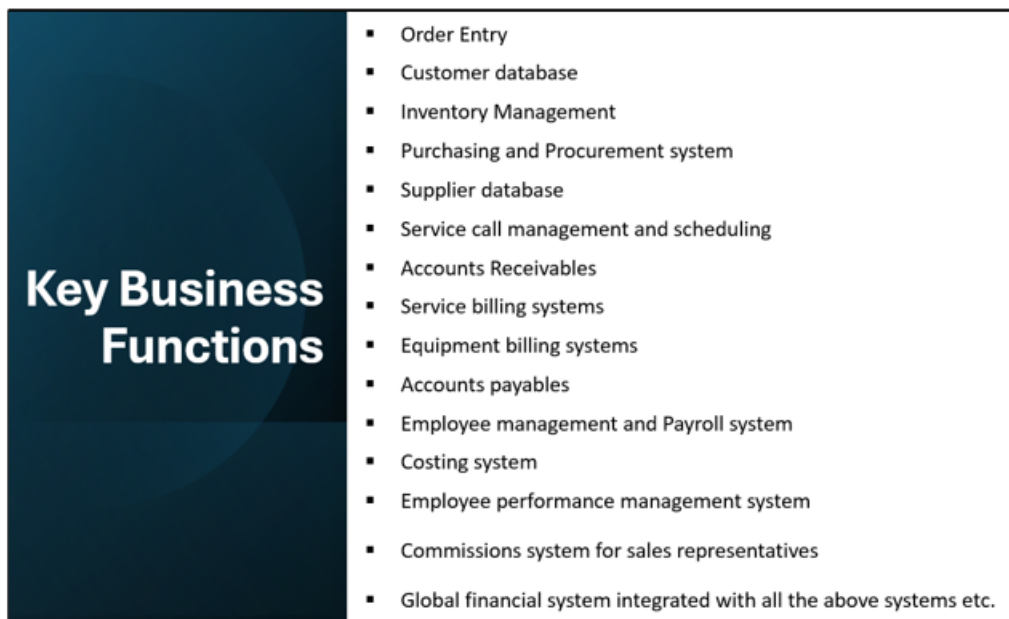 Key Business
Functions
▪ Order Entry
▪ Customer database
▪ Inventory Management
▪ Purchasing and Procurement system
▪ Supplier database
▪ Service call management and scheduling
▪ Accounts Receivables
▪ Service billing systems
▪ Equipment billing systems
▪ Accounts payables
▪ Employee management and Payroll system
▪ Costing system
▪ Employee performance management system
▪ Commissions system for sales representatives
▪ Global financial system integrated with all the above systems etc.